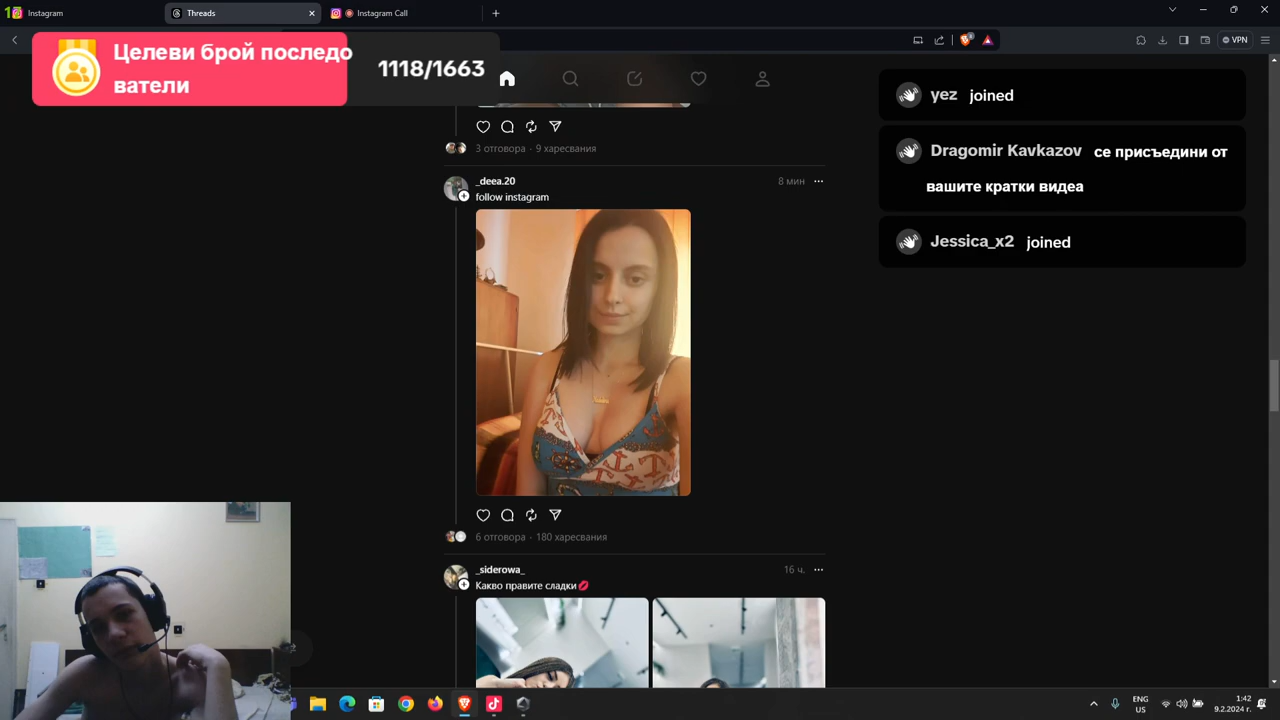 Instagram
Threads
Instagram Call
VPN
Целеви брой последо
ватели
1118/1663
yez joined
Dragomir Kavkazov се присъедини от
вашите кратки видеа
Jessica_x2 joined
3 отговора · 9 харесвания
_deea.20
8 мин
follow instagram
6 отговора · 180 харесвания
_siderowa_
16 ч.
Какво правите сладки💋
ENG
US
1:42
9.2.2024 г.